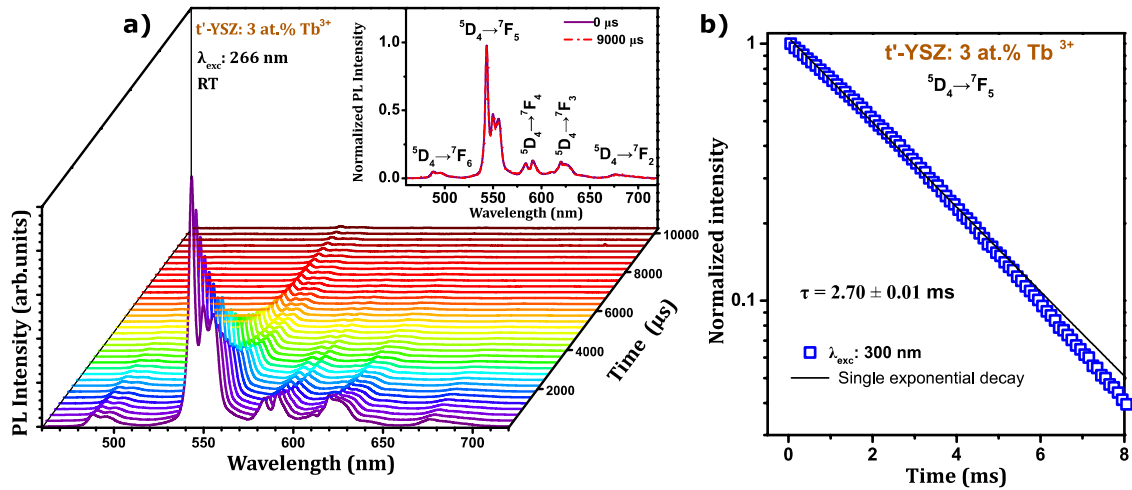 a)
t'-YSZ: 3 at.% Tb³⁺
λexc: 266 nm
RT
PL Intensity (arb.units)
500 550 600 650 700
Wavelength (nm)
2000
4000
6000
8000
10000
Time (μs)
Normalized PL Intensity
1.0
0.5
0.0
500 550 600 650 700
Wavelength (nm)
0 μs
9000 μs
⁵D₄→⁷F₅
⁵D₄→⁷F₆
⁵D₄→⁷F₄
⁵D₄→⁷F₃
⁵D₄→⁷F₂
b)
t'-YSZ: 3 at.% Tb ³⁺
⁵D₄→⁷F₅
Normalized intensity
1
0.1
τ = 2.70 ± 0.01 ms
λexc: 300 nm
Single exponential decay
0 2 4 6 8
Time (ms)